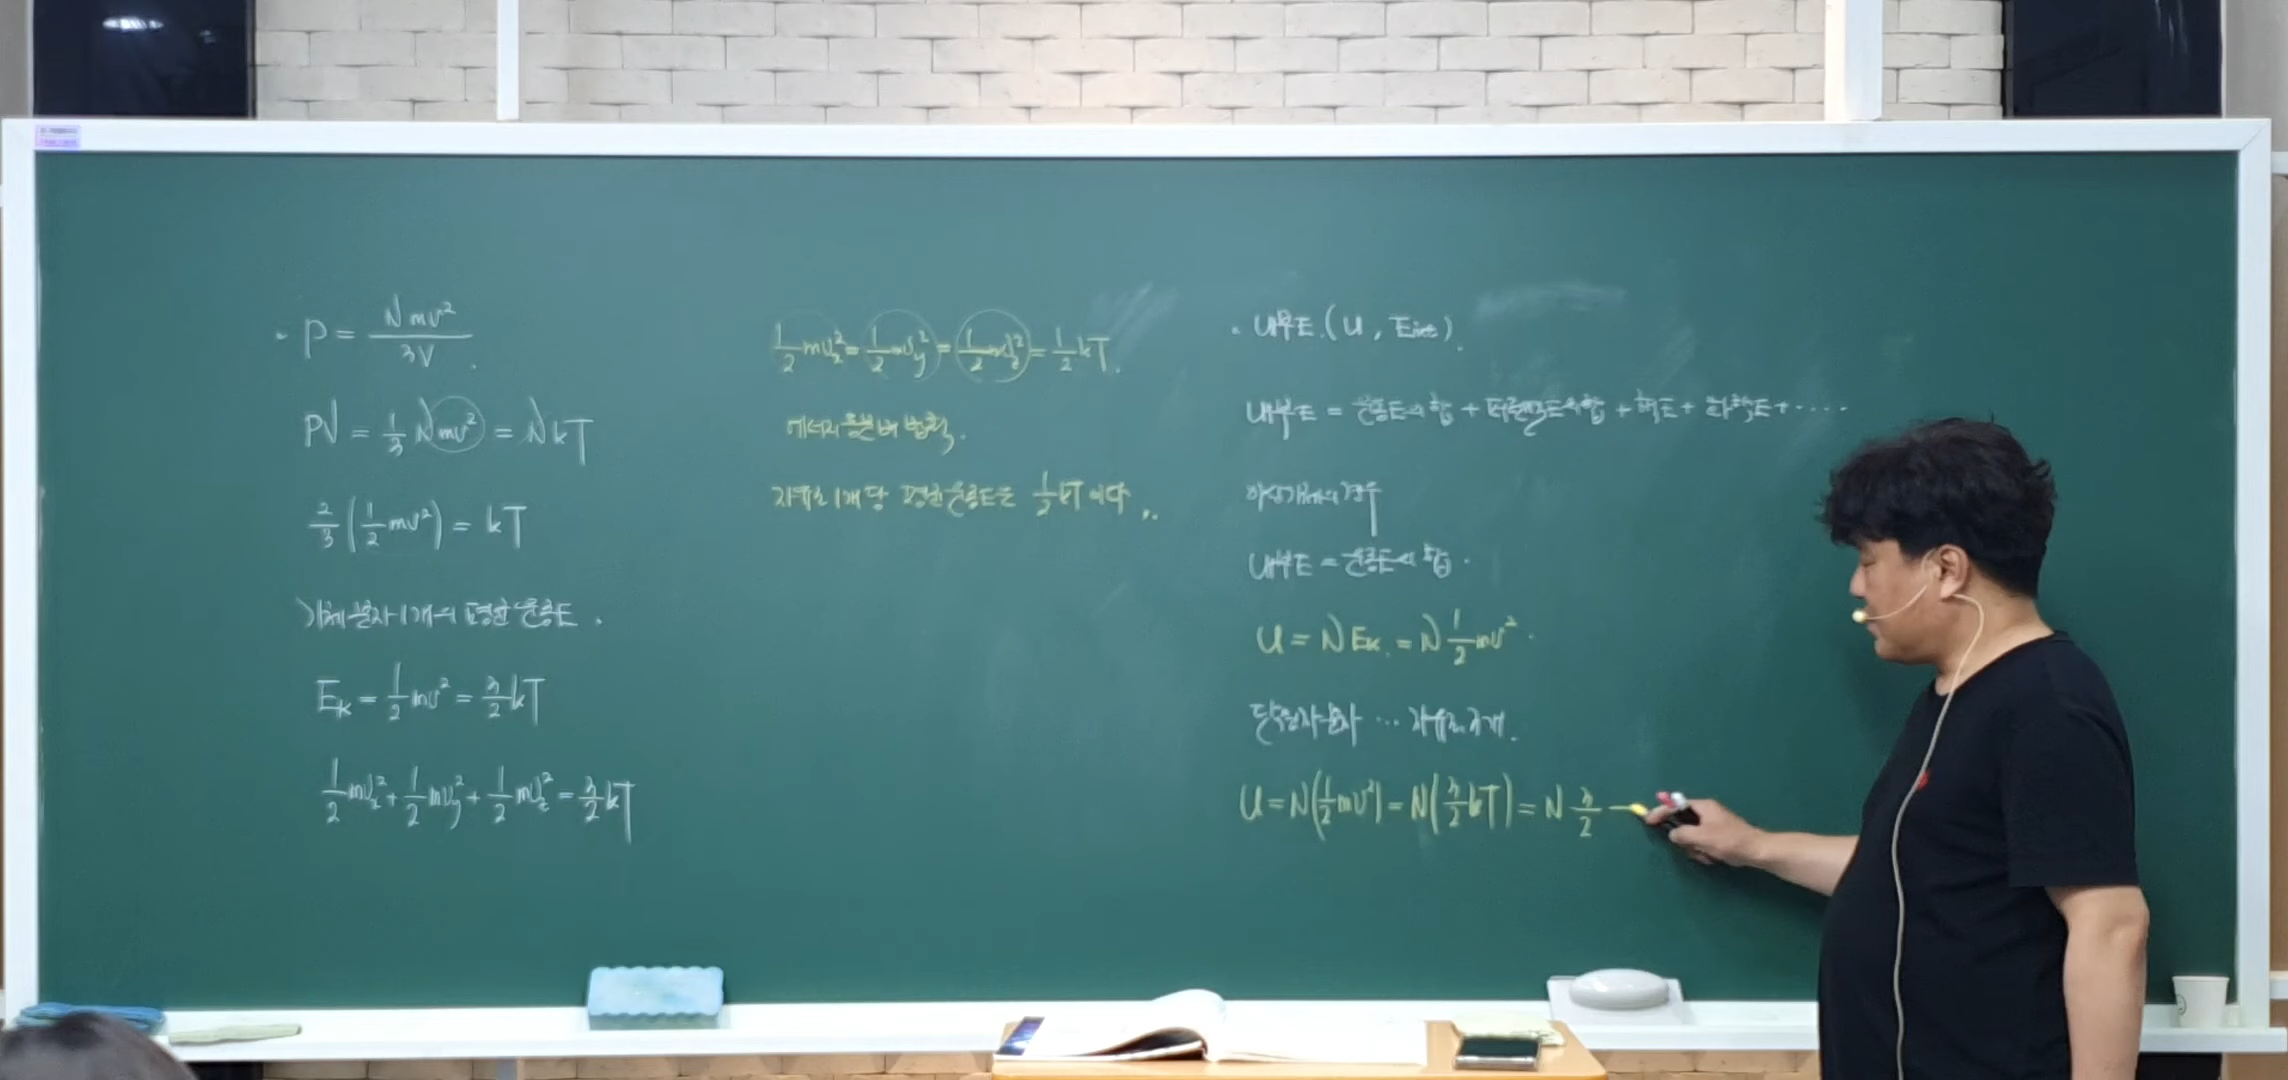 · P = Nmv² / 3V .
PV = 1/3 Nmv² = NkT
2/3 (1/2 mv²) = kT
기체분자 1개의 평균운동E .
Ek = 1/2 mv² = 3/2 kT
1/2 mvx² + 1/2 mvy² + 1/2 mvz² = 3/2 kT
1/2 mvx² = 1/2 mvy² = 1/2 mvz² = 1/2 kT .
에너지 등분배 법칙.
자유도 1개당 평균운동E는 1/2 kT 이다 ..
· 내부E. (U, Eint).
내부E = 운동E의 합 + 퍼텐셜E의 합 + 핵E + 화학E + ·····
이상기체의 경우
내부E = 운동E의 합 .
U = N Ek. = N 1/2 mv² .
단원자분자 ··· 자유도 3개.
U = N(1/2 mv²) = N(3/2 kT) = N 3/2